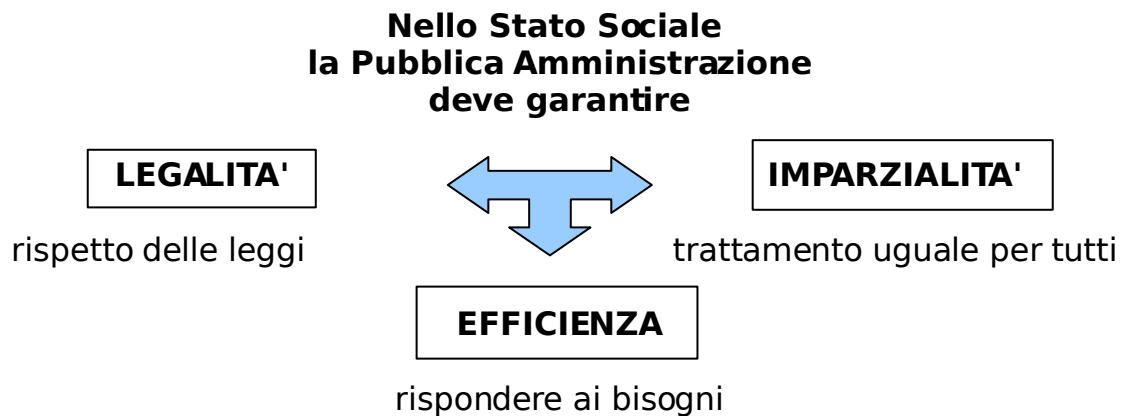 Nello Stato Sociale
la Pubblica Amministrazione
deve garantire
LEGALITA'
rispetto delle leggi
IMPARZIALITA'
trattamento uguale per tutti
EFFICIENZA
rispondere ai bisogni